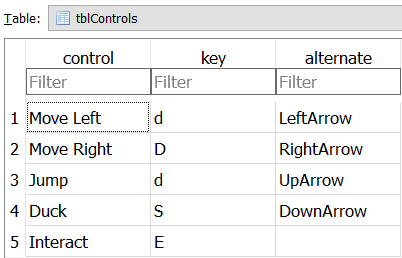 Table: tblControls
control key alternate
Filter Filter Filter
1 Move Left d LeftArrow
2 Move Right D RightArrow
3 Jump d UpArrow
4 Duck S DownArrow
5 Interact E